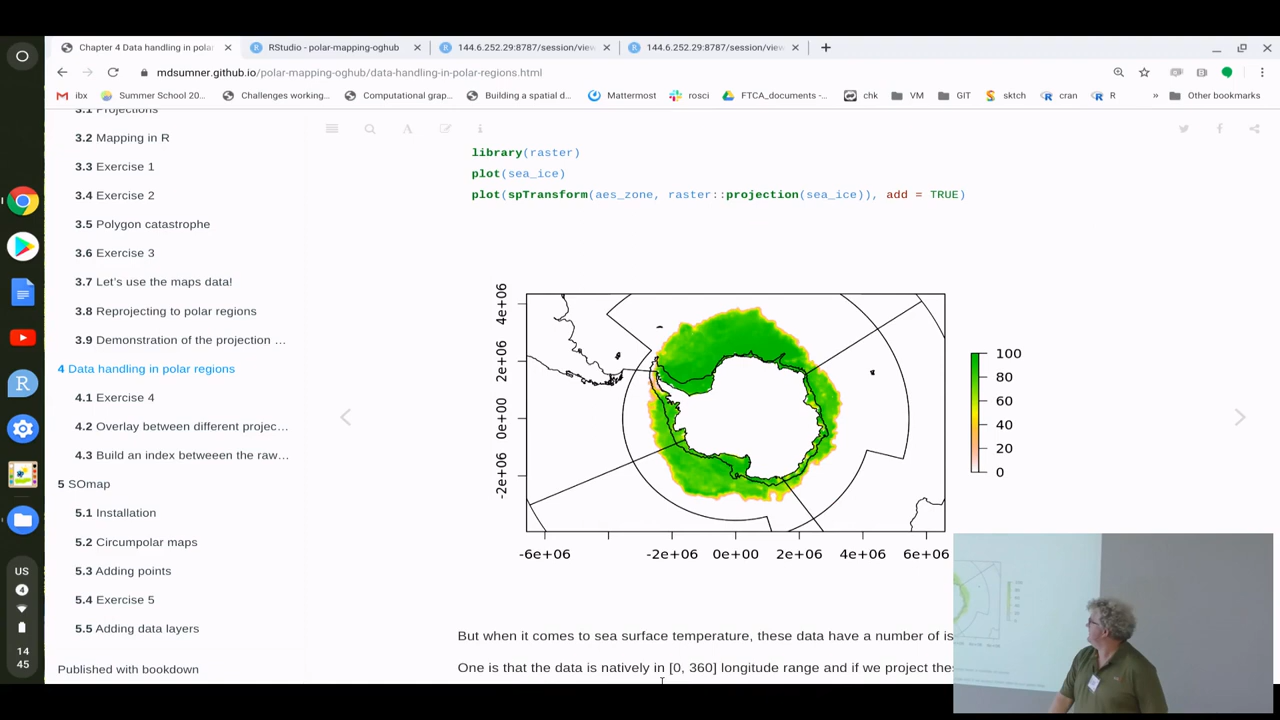 Chapter 4 Data handling in pola
RStudio - polar-mapping-oghub
144.6.252.29:8787/session/view
144.6.252.29:8787/session/view
mdsumner.github.io/polar-mapping-oghub/data-handling-in-polar-regions.html
ibx
Summer School 20...
Challenges working...
Computational grap...
Building a spatial d...
Mattermost
rosci
FTCA_documents -...
chk
VM
GIT
sktch
cran
R
»
Other bookmarks
3.1 Projections
3.2 Mapping in R
3.3 Exercise 1
3.4 Exercise 2
3.5 Polygon catastrophe
3.6 Exercise 3
3.7 Let's use the maps data!
3.8 Reprojecting to polar regions
3.9 Demonstration of the projection ...
4 Data handling in polar regions
4.1 Exercise 4
4.2 Overlay between different projec...
4.3 Build an index betweeen the raw...
5 SOmap
5.1 Installation
5.2 Circumpolar maps
5.3 Adding points
5.4 Exercise 5
5.5 Adding data layers
Published with bookdown
library(raster)
plot(sea_ice)
plot(spTransform(aes_zone, raster::projection(sea_ice)), add = TRUE)
4e+06
2e+06
0e+00
-2e+06
-6e+06
-2e+06
0e+00
2e+06
4e+06
6e+06
100
80
60
40
20
0
But when it comes to sea surface temperature, these data have a number of is
One is that the data is natively in [0, 360] longitude range and if we project the
US
4
14
45